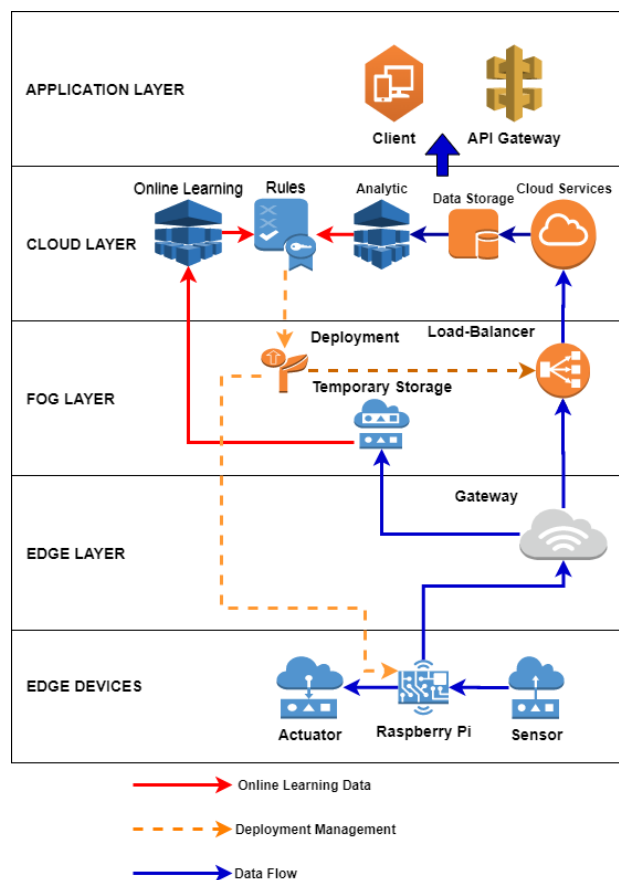 APPLICATION LAYER
Client
API Gateway
Online Learning
Rules
Analytic
Data Storage
Cloud Services
CLOUD LAYER
Deployment
Load-Balancer
Temporary Storage
FOG LAYER
Gateway
EDGE LAYER
EDGE DEVICES
Actuator
Raspberry Pi
Sensor
Online Learning Data
Deployment Management
Data Flow